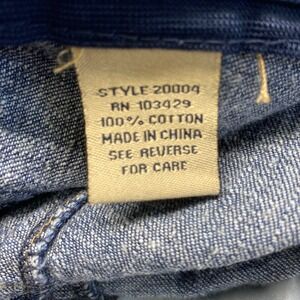 STYLE 20004
RN 103429
100% COTTON
MADE IN CHINA
SEE REVERSE
FOR CARE